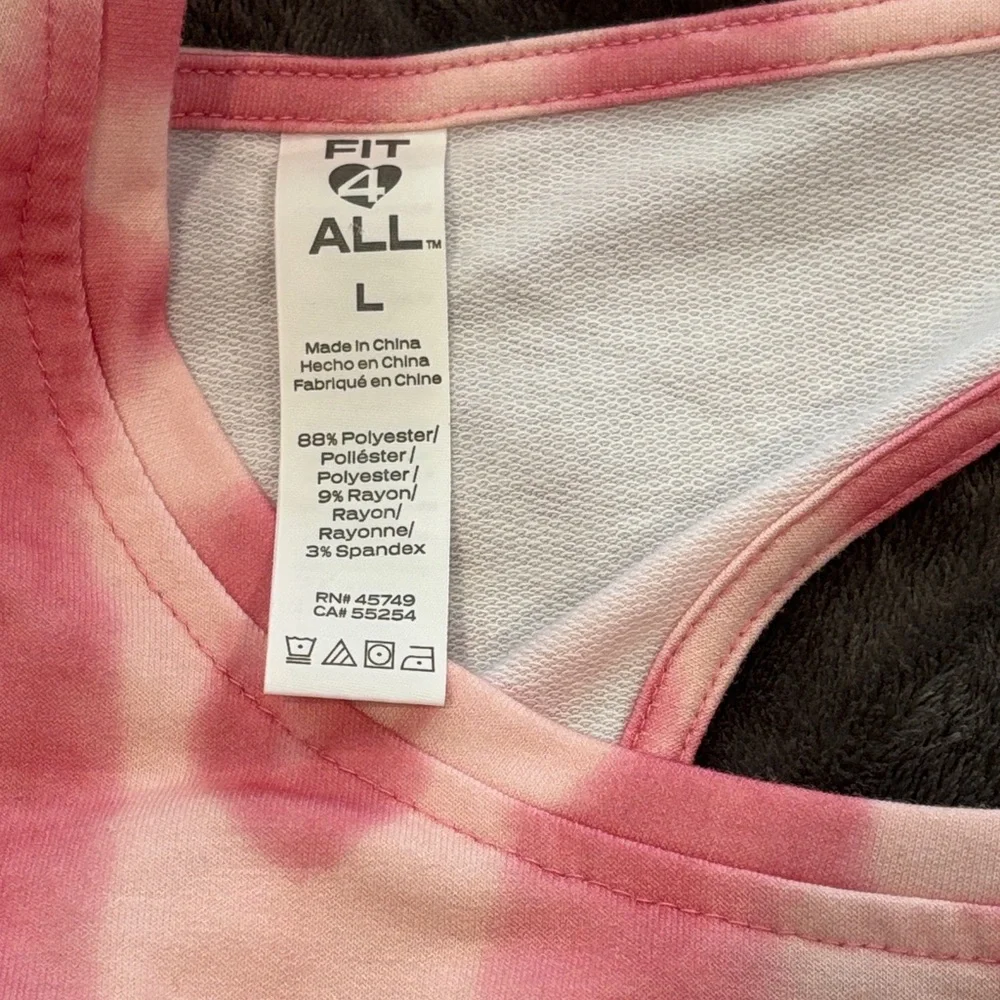 FIT
4
ALL™
L
Made in China
Hecho en China
Fabriqué en Chine
88% Polyester/
Poliéster/
Polyester/
9% Rayon/
Rayon/
Rayonne/
3% Spandex
RN# 45749
CA# 55254